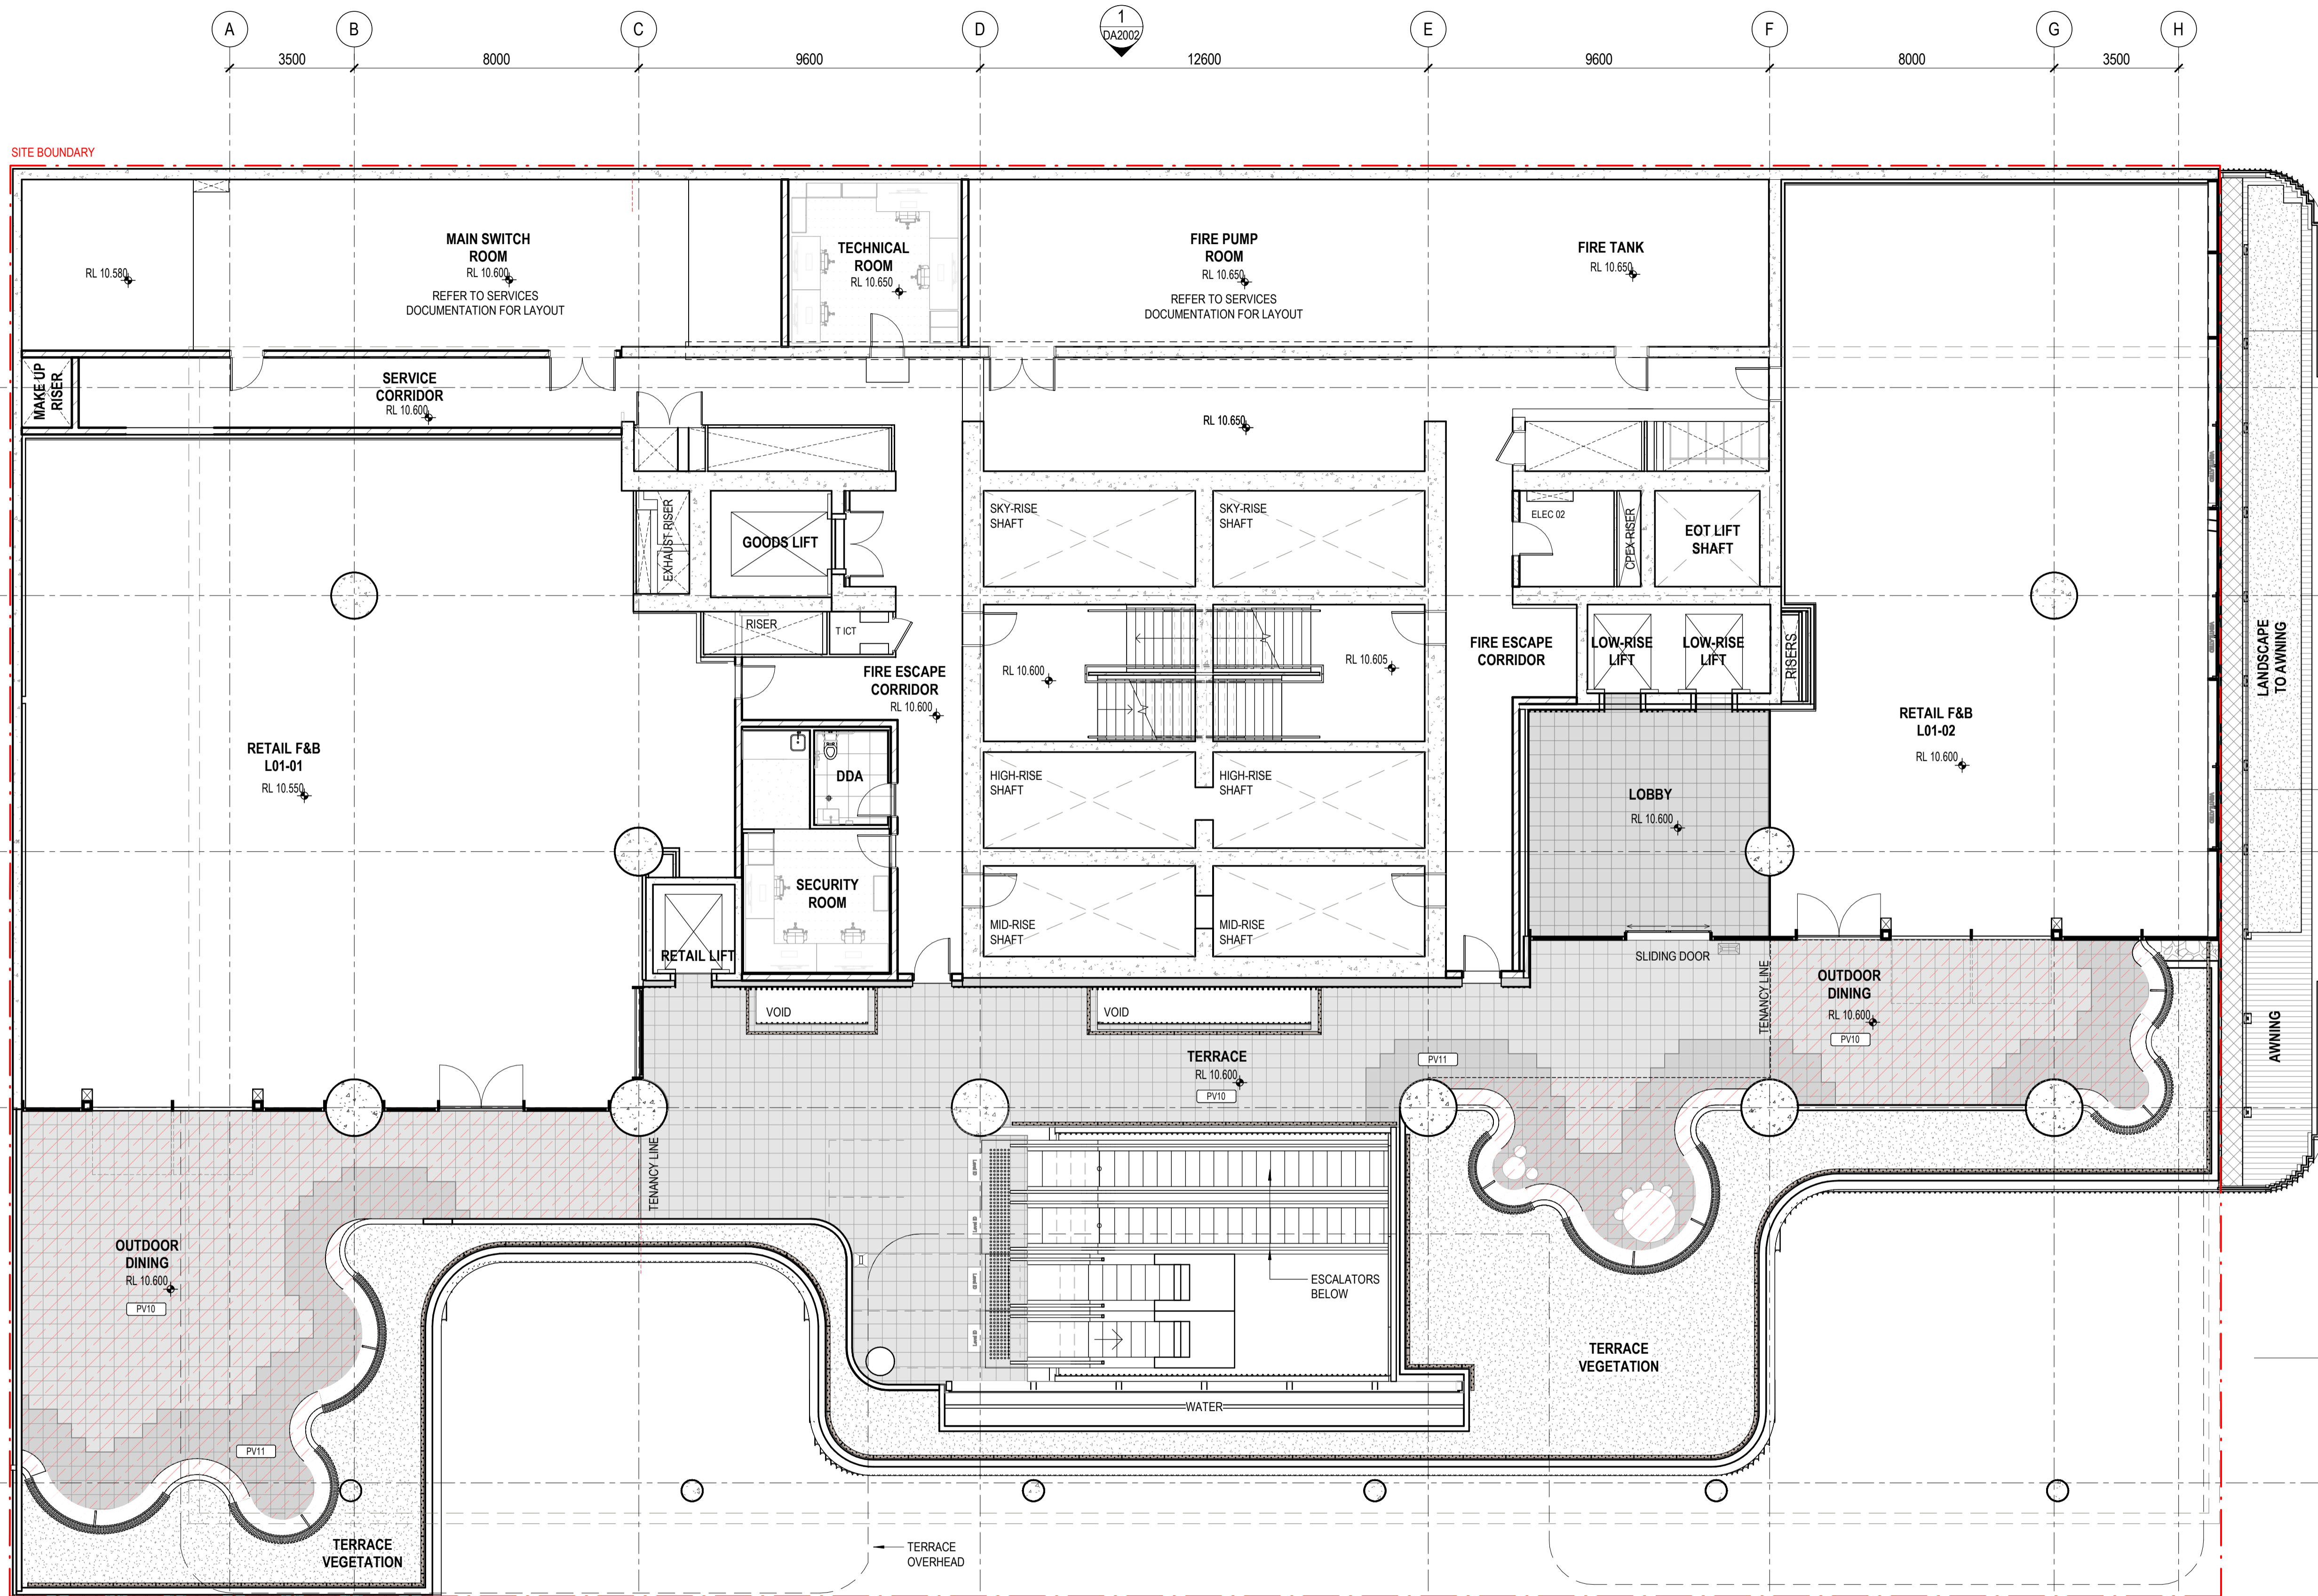 A
B
C
D
1
DA2002
E
F
G
H
3500
8000
9600
12600
9600
8000
3500
SITE BOUNDARY
RL 10.580
MAIN SWITCH
ROOM
RL 10.600
REFER TO SERVICES
DOCUMENTATION FOR LAYOUT
TECHNICAL
ROOM
RL 10.650
FIRE PUMP
ROOM
RL 10.650
REFER TO SERVICES
DOCUMENTATION FOR LAYOUT
FIRE TANK
RL 10.650
MAKE UP
RISER
SERVICE
CORRIDOR
RL 10.600
RL 10.650
EXHAUST RISER
GOODS LIFT
SKY-RISE
SHAFT
SKY-RISE
SHAFT
ELEC 02
CPEX-RISER
EOT LIFT
SHAFT
RISER
T ICT
FIRE ESCAPE
CORRIDOR
RL 10.600
RL 10.600
RL 10.605
FIRE ESCAPE
CORRIDOR
LOW-RISE
LIFT
LOW-RISE
LIFT
RISERS
LANDSCAPE
TO AWNING
RETAIL F&B
L01-01
RL 10.550
RETAIL F&B
L01-02
RL 10.600
DDA
HIGH-RISE
SHAFT
HIGH-RISE
SHAFT
LOBBY
RL 10.600
SECURITY
ROOM
MID-RISE
SHAFT
MID-RISE
SHAFT
RETAIL LIFT
SLIDING DOOR
TENANCY LINE
OUTDOOR
DINING
RL 10.600
PV10
AWNING
VOID
VOID
TERRACE
RL 10.600
PV10
PV11
TENANCY LINE
OUTDOOR
DINING
RL 10.600
PV10
PV11
ESCALATORS
BELOW
WATER
TERRACE
VEGETATION
TERRACE
VEGETATION
TERRACE
OVERHEAD